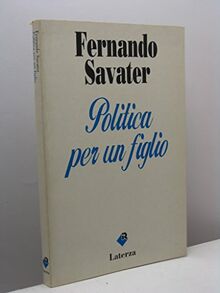 Fernando
Savater
Politica
per un figlio
Laterza